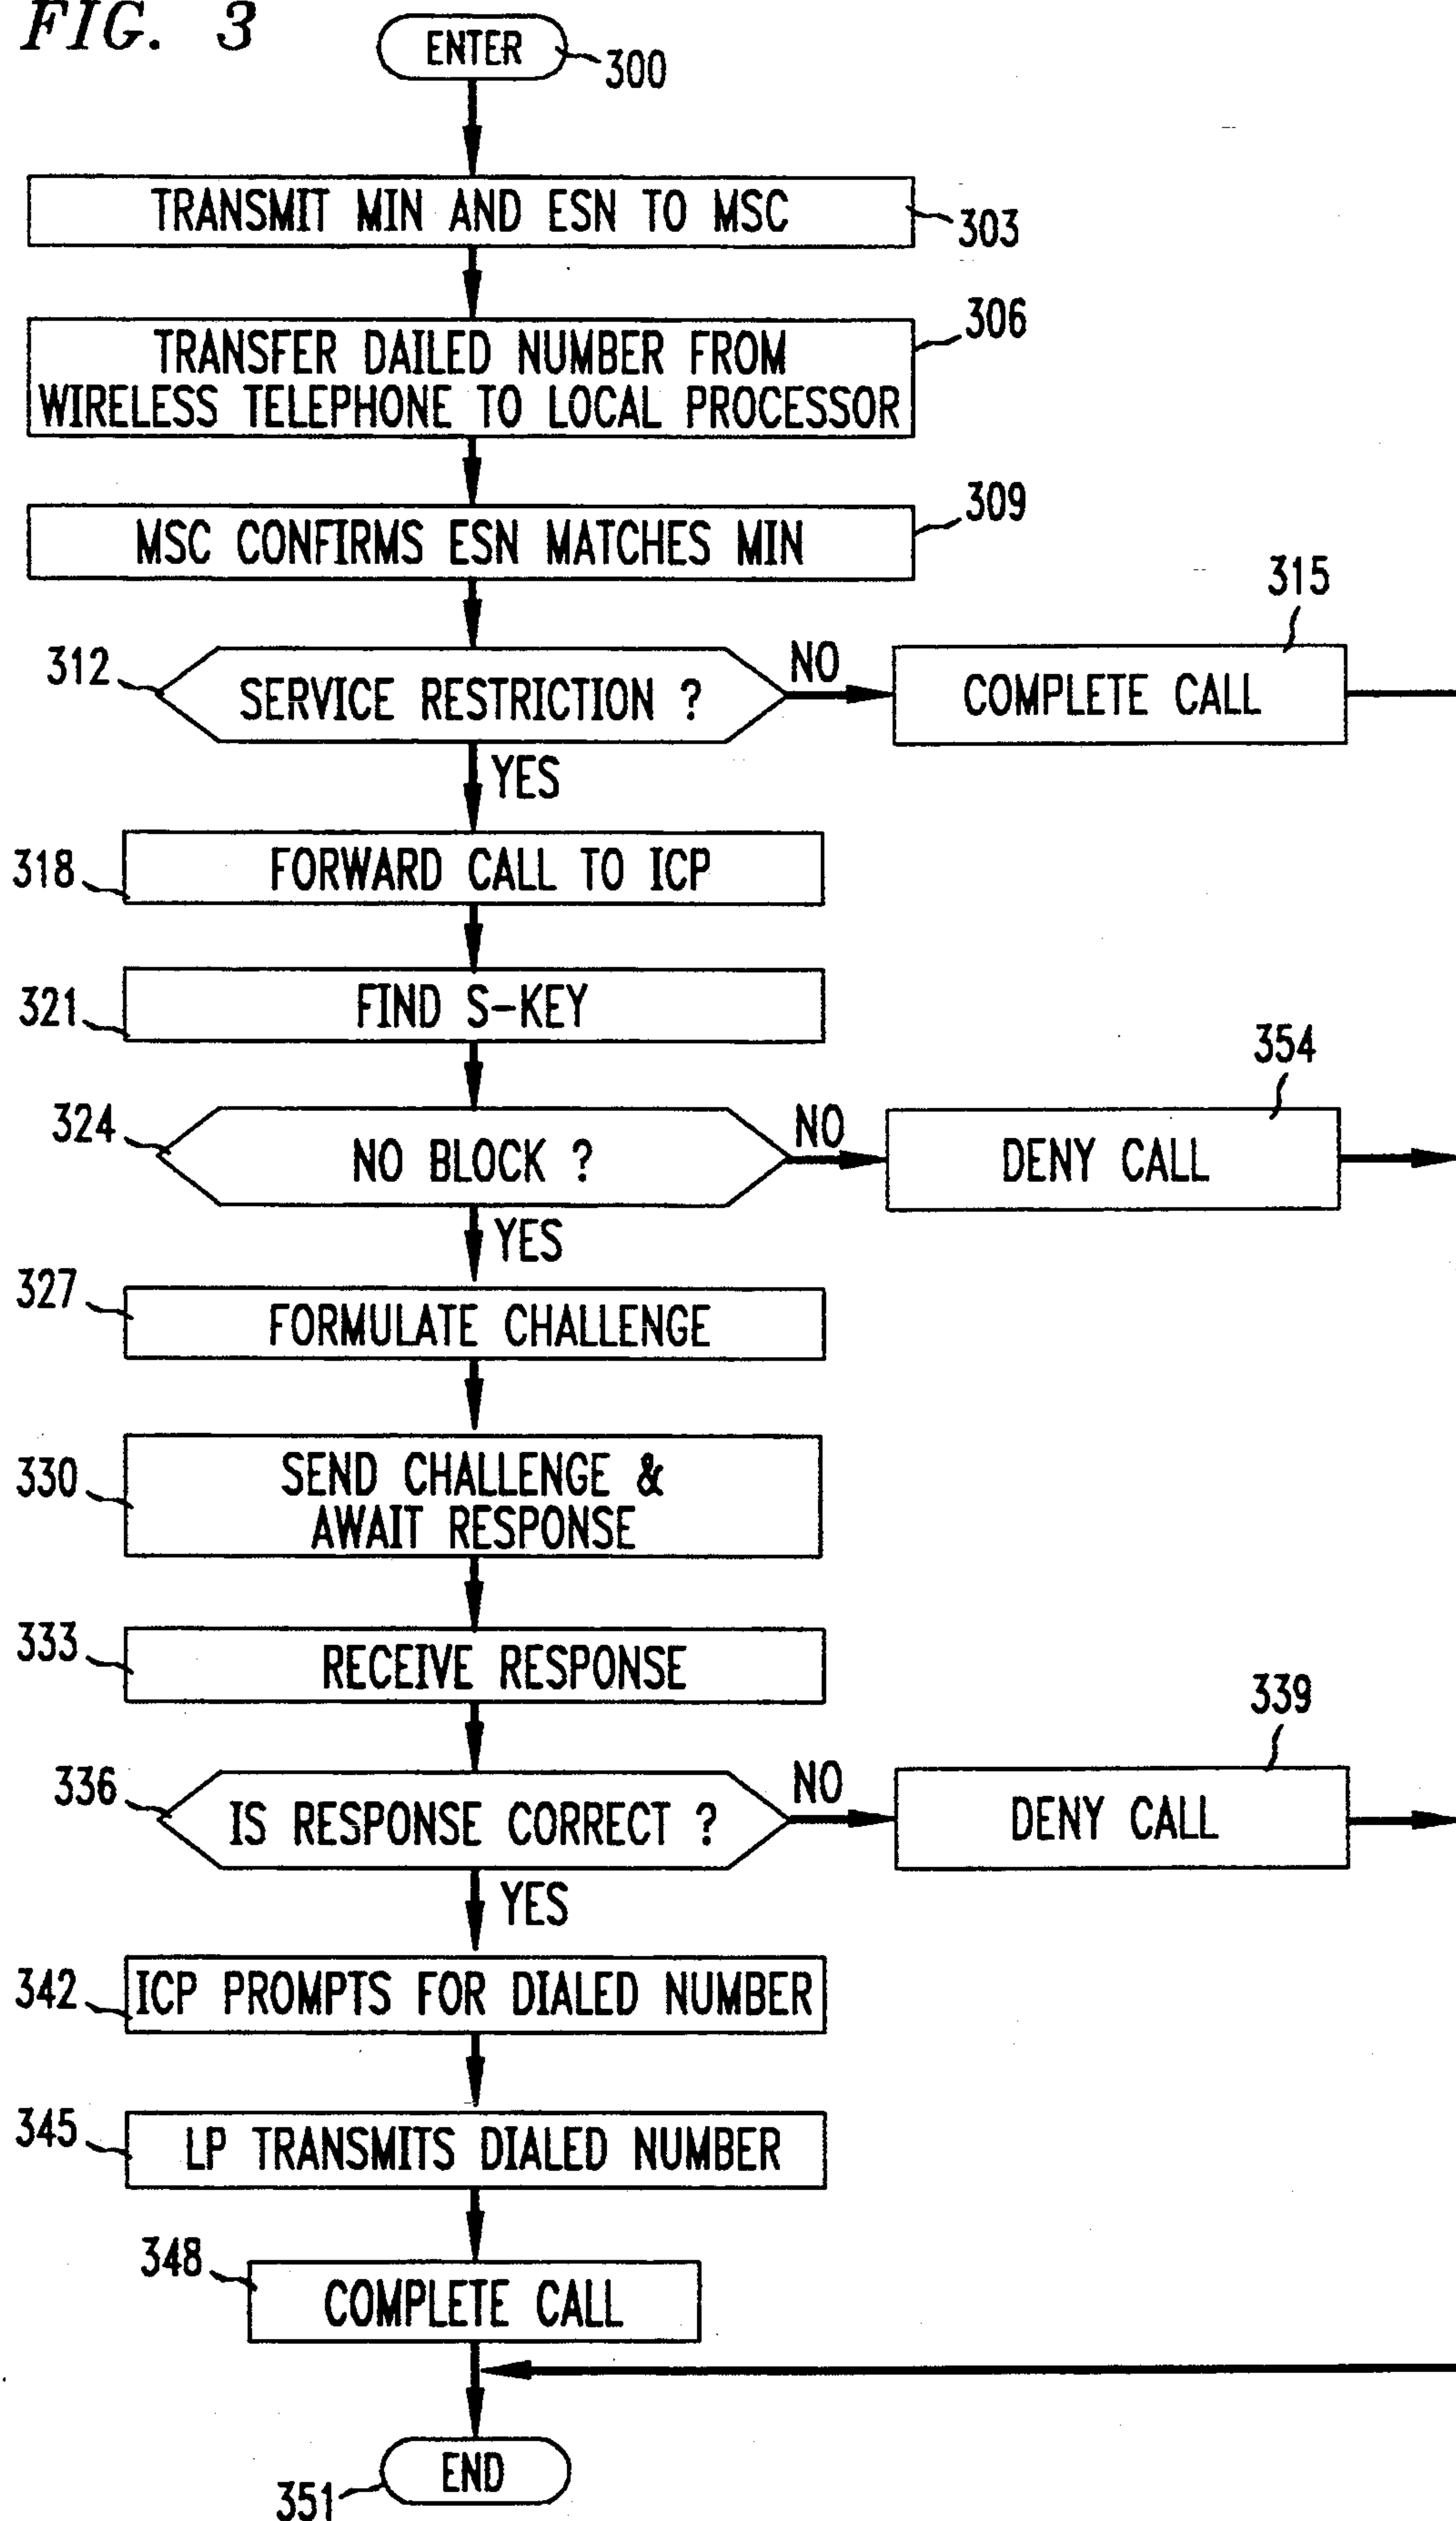 FIG. 3
ENTER
300
TRANSMIT MIN AND ESN TO MSC
303
306
TRANSFER DAILED NUMBER FROM
WIRELESS TELEPHONE TO LOCAL PROCESSOR
309
MSC CONFIRMS ESN MATCHES MIN
312
SERVICE RESTRICTION ?
NO
315
COMPLETE CALL
YES
318
FORWARD CALL TO ICP
321
FIND S-KEY
324
NO BLOCK ?
NO
354
DENY CALL
YES
327
FORMULATE CHALLENGE
330
SEND CHALLENGE &
AWAIT RESPONSE
333
RECEIVE RESPONSE
336
IS RESPONSE CORRECT ?
NO
339
DENY CALL
YES
342
ICP PROMPTS FOR DIALED NUMBER
345
LP TRANSMITS DIALED NUMBER
348
COMPLETE CALL
END
351